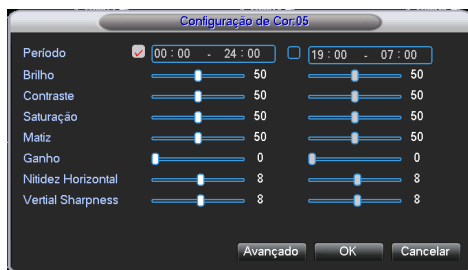 Configuração de Cor:05
Período 00 : 00 - 24 : 00 19 : 00 - 07 : 00
Brilho 50 50
Contraste 50 50
Saturação 50 50
Matiz 50 50
Ganho 0 0
Nitidez Horizontal 8 8
Vertial Sharpness 8 8
Avançado OK Cancelar